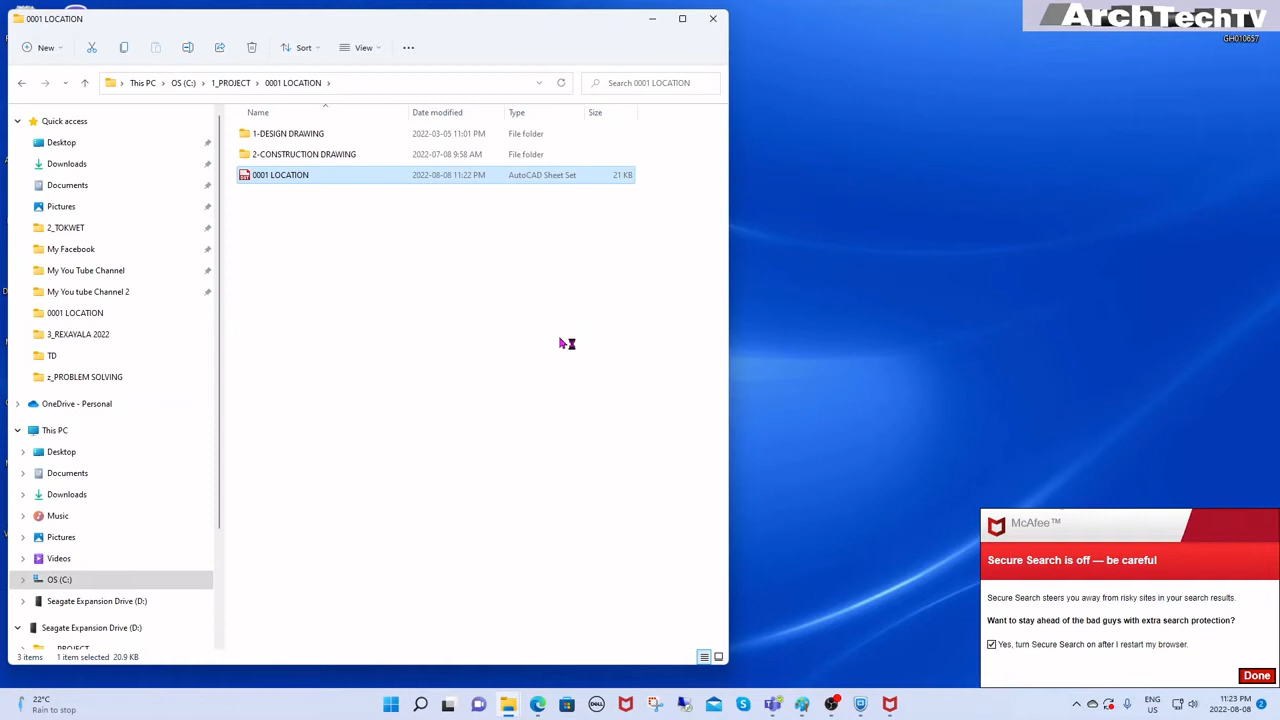 0001 LOCATION
ArchTechTv
GH010657
New
Sort
View
This PC
OS (C:)
1_PROJECT
0001 LOCATION
Search 0001 LOCATION
Name
Date modified
Type
Size
Quick access
Desktop
Downloads
Documents
Pictures
2_TOKWET
My Facebook
My You Tube Channel
My You tube Channel 2
0001 LOCATION
3_REXAYALA 2022
TD
z_PROBLEM SOLVING
OneDrive - Personal
This PC
Desktop
Documents
Downloads
Music
Pictures
Videos
OS (C:)
Seagate Expansion Drive (D:)
Seagate Expansion Drive (D:)
1-DESIGN DRAWING 2022-03-05 11:01 PM File folder
2-CONSTRUCTION DRAWING 2022-07-08 9:58 AM File folder
0001 LOCATION 2022-08-08 11:22 PM AutoCAD Sheet Set 21 KB
3 items 1 item selected 20.9 KB
McAfee™
Secure Search is off — be careful
Secure Search steers you away from risky sites in your search results.
Want to stay ahead of the bad guys with extra search protection?
Yes, turn Secure Search on after I restart my browser.
Done
22°C
Rain to stop
ENG
US
11:23 PM
2022-08-08
2